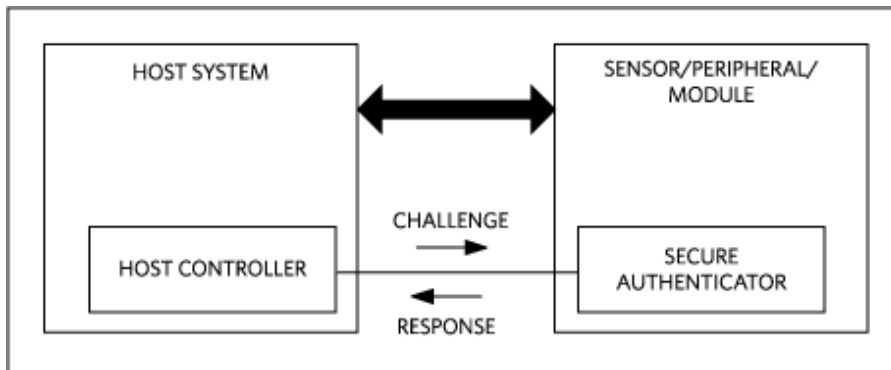 HOST SYSTEM
SENSOR/PERIPHERAL/
MODULE
CHALLENGE
HOST CONTROLLER
SECURE
AUTHENTICATOR
RESPONSE